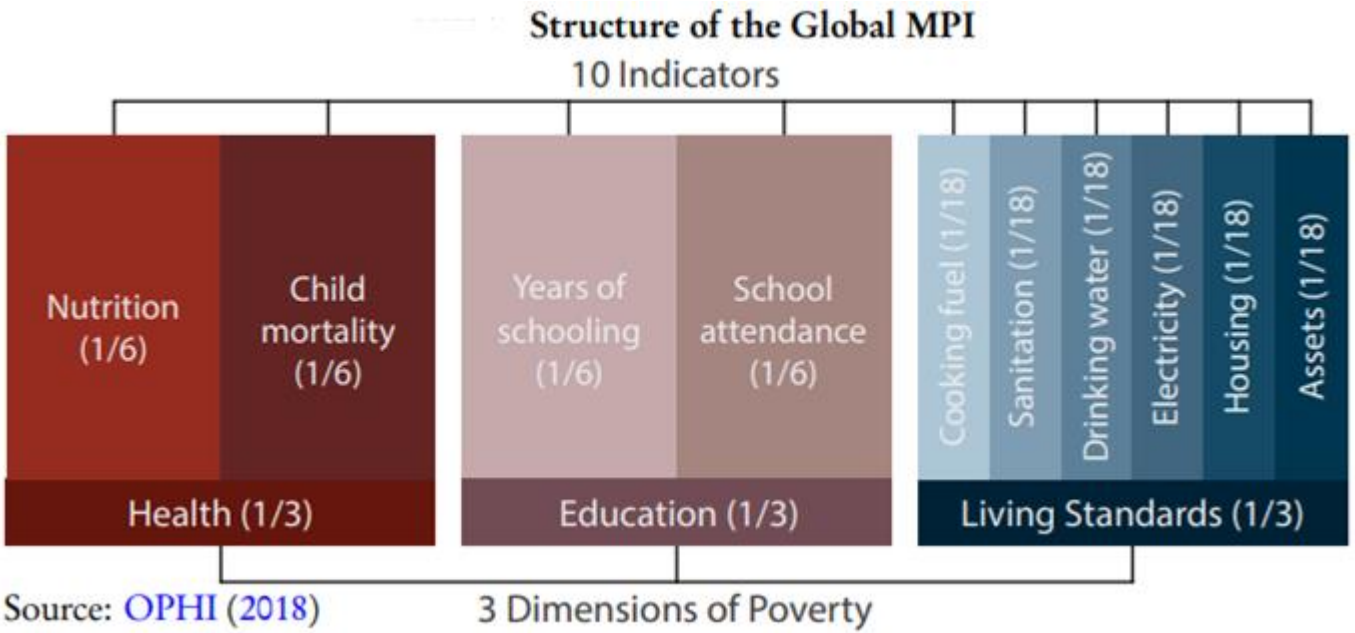 Structure of the Global MPI
10 Indicators
Nutrition
(1/6)
Child
mortality
(1/6)
Years of
schooling
(1/6)
School
attendance
(1/6)
Cooking fuel (1/18)
Sanitation (1/18)
Drinking water (1/18)
Electricity (1/18)
Housing (1/18)
Assets (1/18)
Health (1/3)
Education (1/3)
Living Standards (1/3)
Source: OPHI (2018)
3 Dimensions of Poverty